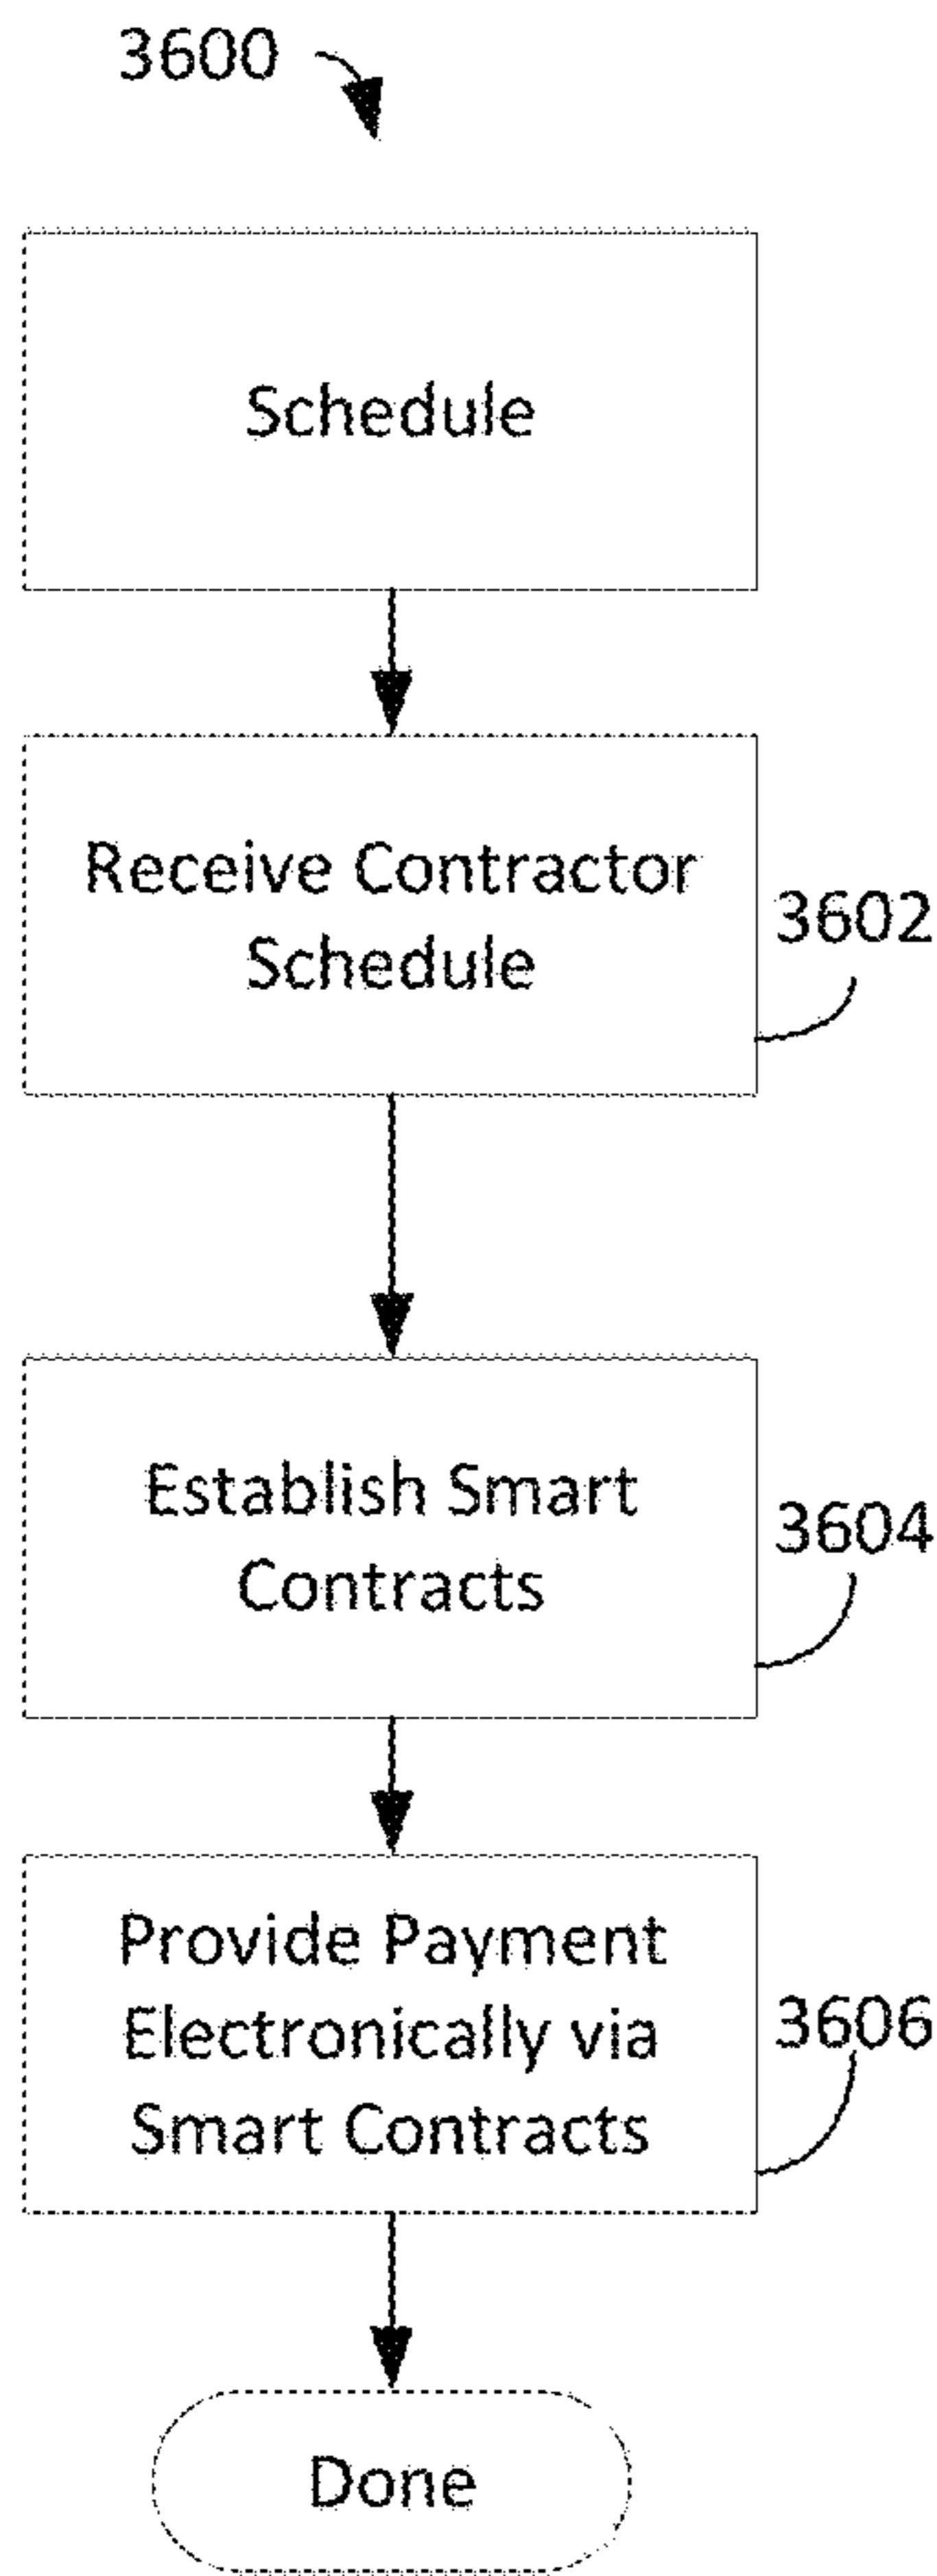 3600
Schedule
Receive Contractor
Schedule
3602
Establish Smart
Contracts
3604
Provide Payment
Electronically via
Smart Contracts
3606
Done